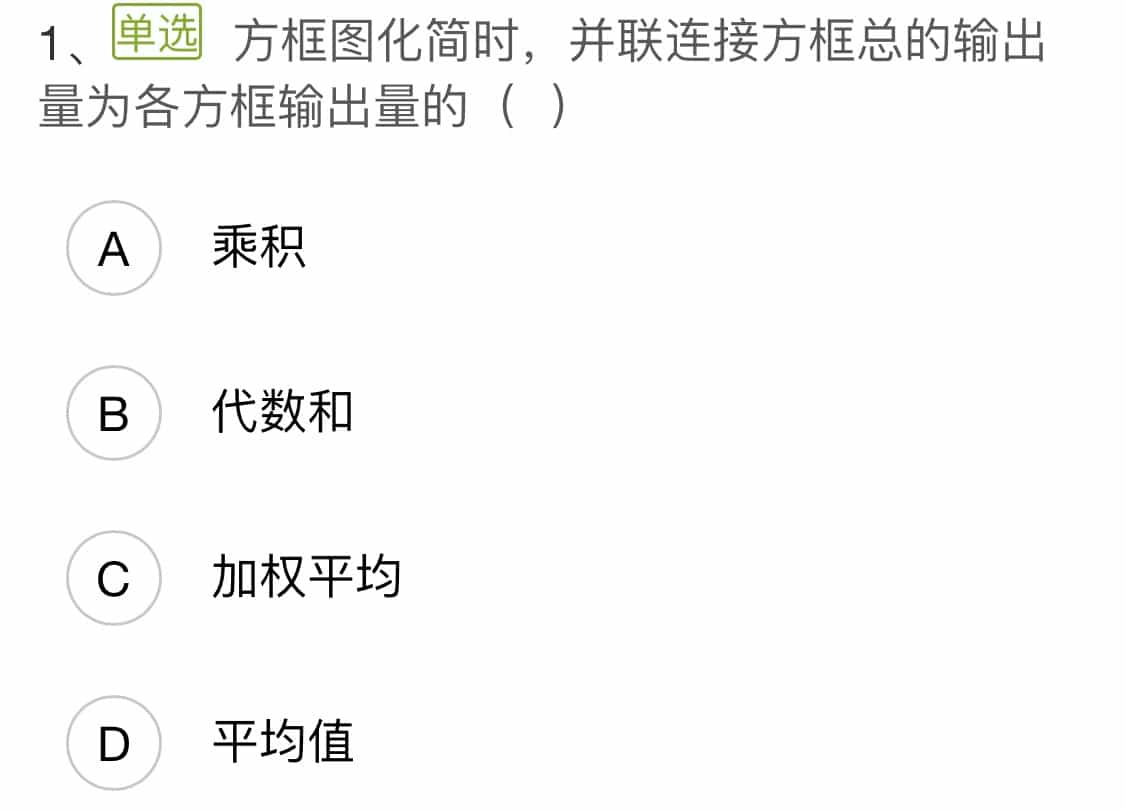 1、单选 方框图化简时，并联连接方框总的输出
量为各方框输出量的（ ）
A 乘积
B 代数和
C 加权平均
D 平均值